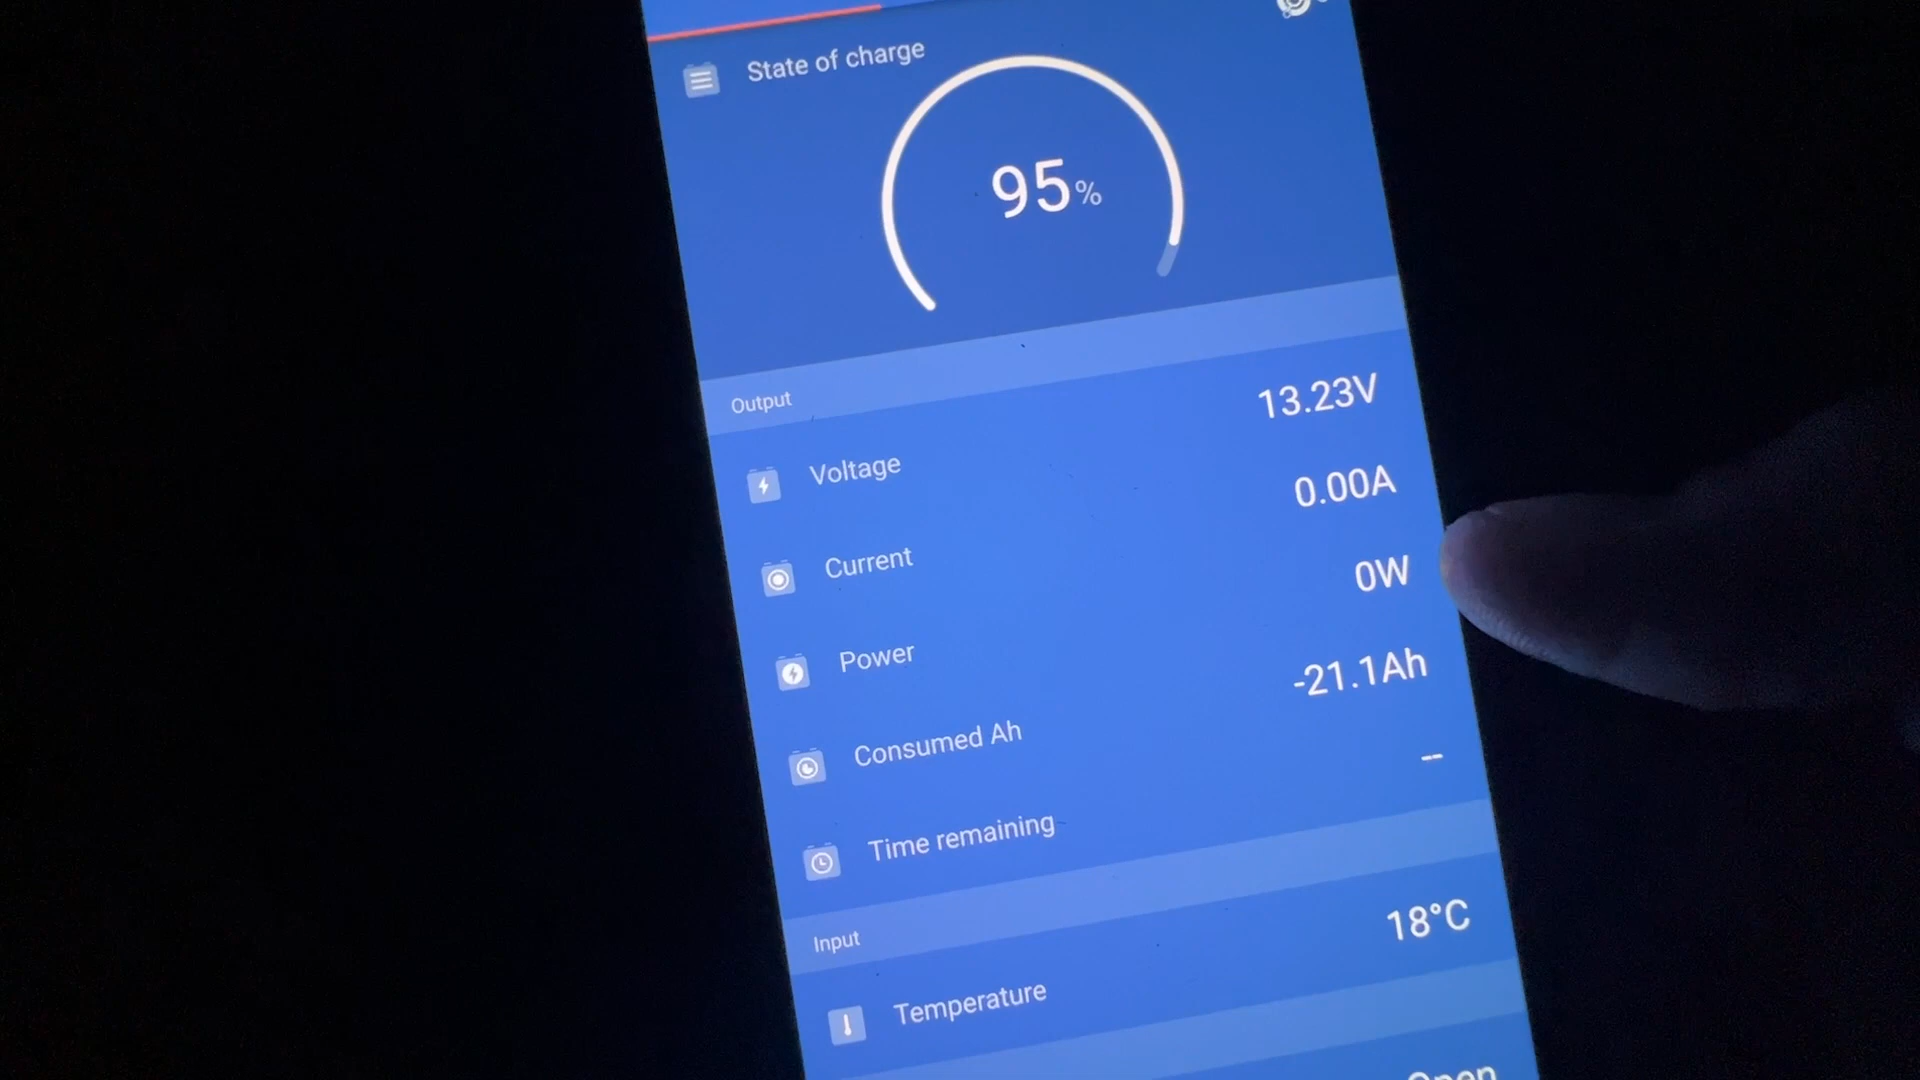 State of charge
95%
Output
Voltage 13.23V
Current 0.00A
Power 0W
Consumed Ah -21.1Ah
Time remaining --
Input
Temperature 18°C
Open